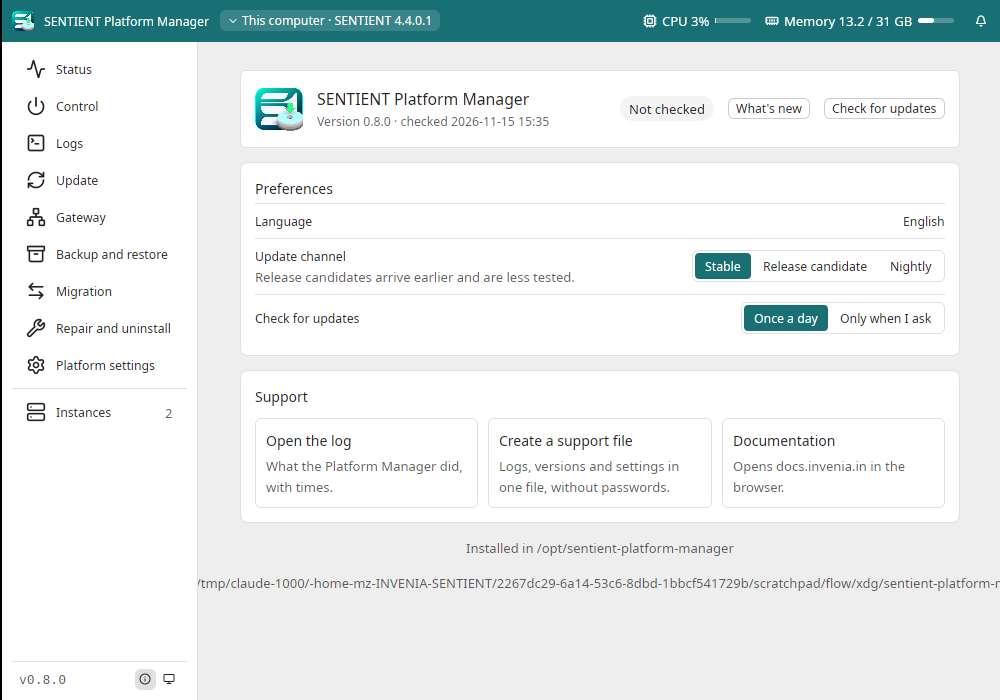 SENTIENT Platform Manager
This computer · SENTIENT 4.4.0.1
CPU 3%
Memory 13.2 / 31 GB
Status
Control
Logs
Update
Gateway
Backup and restore
Migration
Repair and uninstall
Platform settings
Instances 2
v0.8.0
SENTIENT Platform Manager
Version 0.8.0 · checked 2026-11-15 15:35
Not checked
What's new
Check for updates
Preferences
Language
English
Update channel
Release candidates arrive earlier and are less tested.
Stable
Release candidate
Nightly
Check for updates
Once a day
Only when I ask
Support
Open the log
What the Platform Manager did,
with times.
Create a support file
Logs, versions and settings in
one file, without passwords.
Documentation
Opens docs.invenia.in in the
browser.
Installed in /opt/sentient-platform-manager
/tmp/claude-1000/-home-mz-INVENIA-SENTIENT/2267dc29-6a14-53c6-8dbd-1bbcf541729b/scratchpad/flow/xdg/sentient-platform-